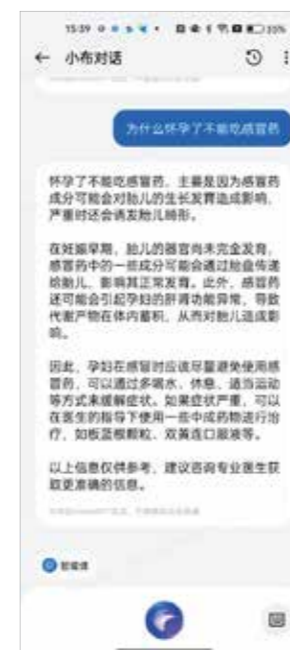 15:39
35%
小布对话
为什么怀孕了不能吃感冒药
怀孕了不能吃感冒药，主要是因为感冒药
成分可能会对胎儿的生长发育造成影响，
严重时还会诱发胎儿畸形。
在妊娠早期，胎儿的器官尚未完全发育，
感冒药中的一些成分可能会通过胎盘传递
给胎儿，影响其正常发育。此外，感冒药
还可能会引起孕妇的肝肾功能异常，导致
代谢产物在体内蓄积，从而对胎儿造成影
响。
因此，孕妇在感冒时应该尽量避免使用感
冒药，可以通过多喝水、休息、适当运动
等方式来缓解症状。如果症状严重，可以
在医生的指导下使用一些中成药物进行治
疗，如板蓝根颗粒、双黄连口服液等。
以上信息仅供参考，建议咨询专业医生获
取更准确的信息。